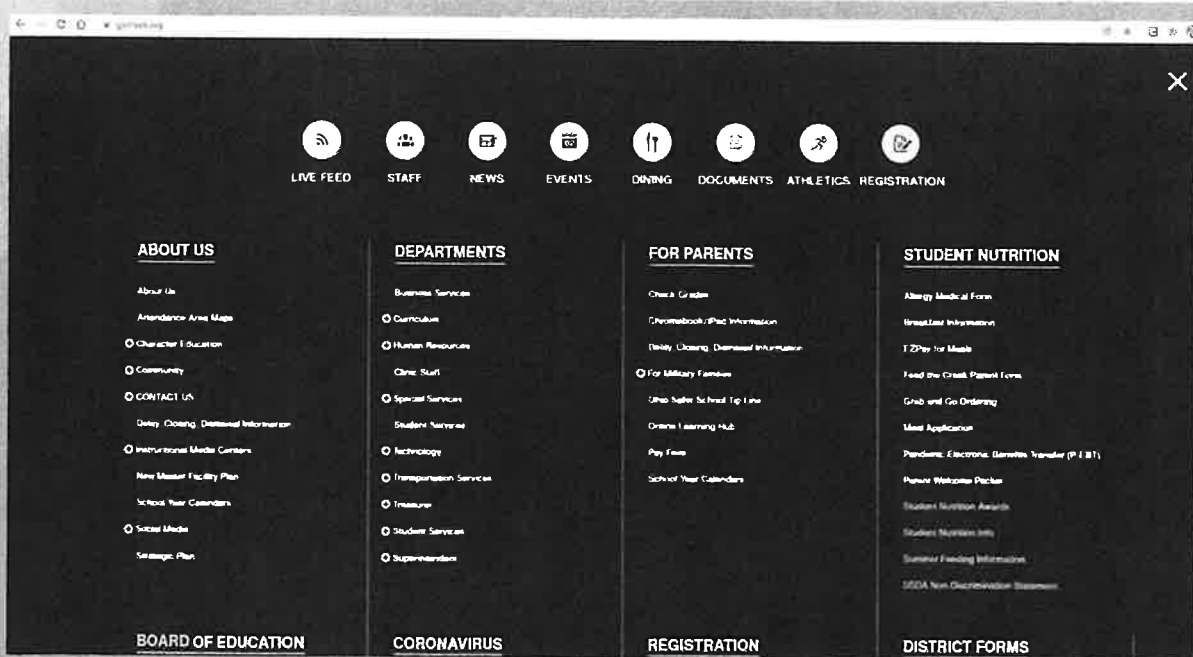 LIVE FEED
STAFF
NEWS
EVENTS
DINING
DOCUMENTS
ATHLETICS
REGISTRATION
ABOUT US
About Us
Attendance Area Maps
Character Education
Community
CONTACT US
Delay, Closing, Dismissal Information
Instructional Media Centers
New Master Facility Plan
School Year Calendars
Social Media
Strategic Plan
DEPARTMENTS
Business Services
Curriculum
Human Resources
Clinic Staff
Special Services
Student Services
Technology
Transportation Services
Treasurer
Student Services
Superintendent
FOR PARENTS
Check Grades
Chromebook/iPad Information
Delay, Closing, Dismissal Information
For Military Families
Ohio Safer School Tip Line
Online Learning Hub
Pay Fees
School Year Calendars
STUDENT NUTRITION
Allergy Medical Form
Breakfast Information
EZPay for Meals
Feed the Creek Parent Form
Grab and Go Ordering
Meal Application
Pandemic Electronic Benefits Transfer (P-EBT)
Parent Welcome Packet
Student Nutrition Awards
Student Nutrition Info
Summer Feeding Information
USDA Non-Discrimination Statement
BOARD OF EDUCATION
CORONAVIRUS
REGISTRATION
DISTRICT FORMS